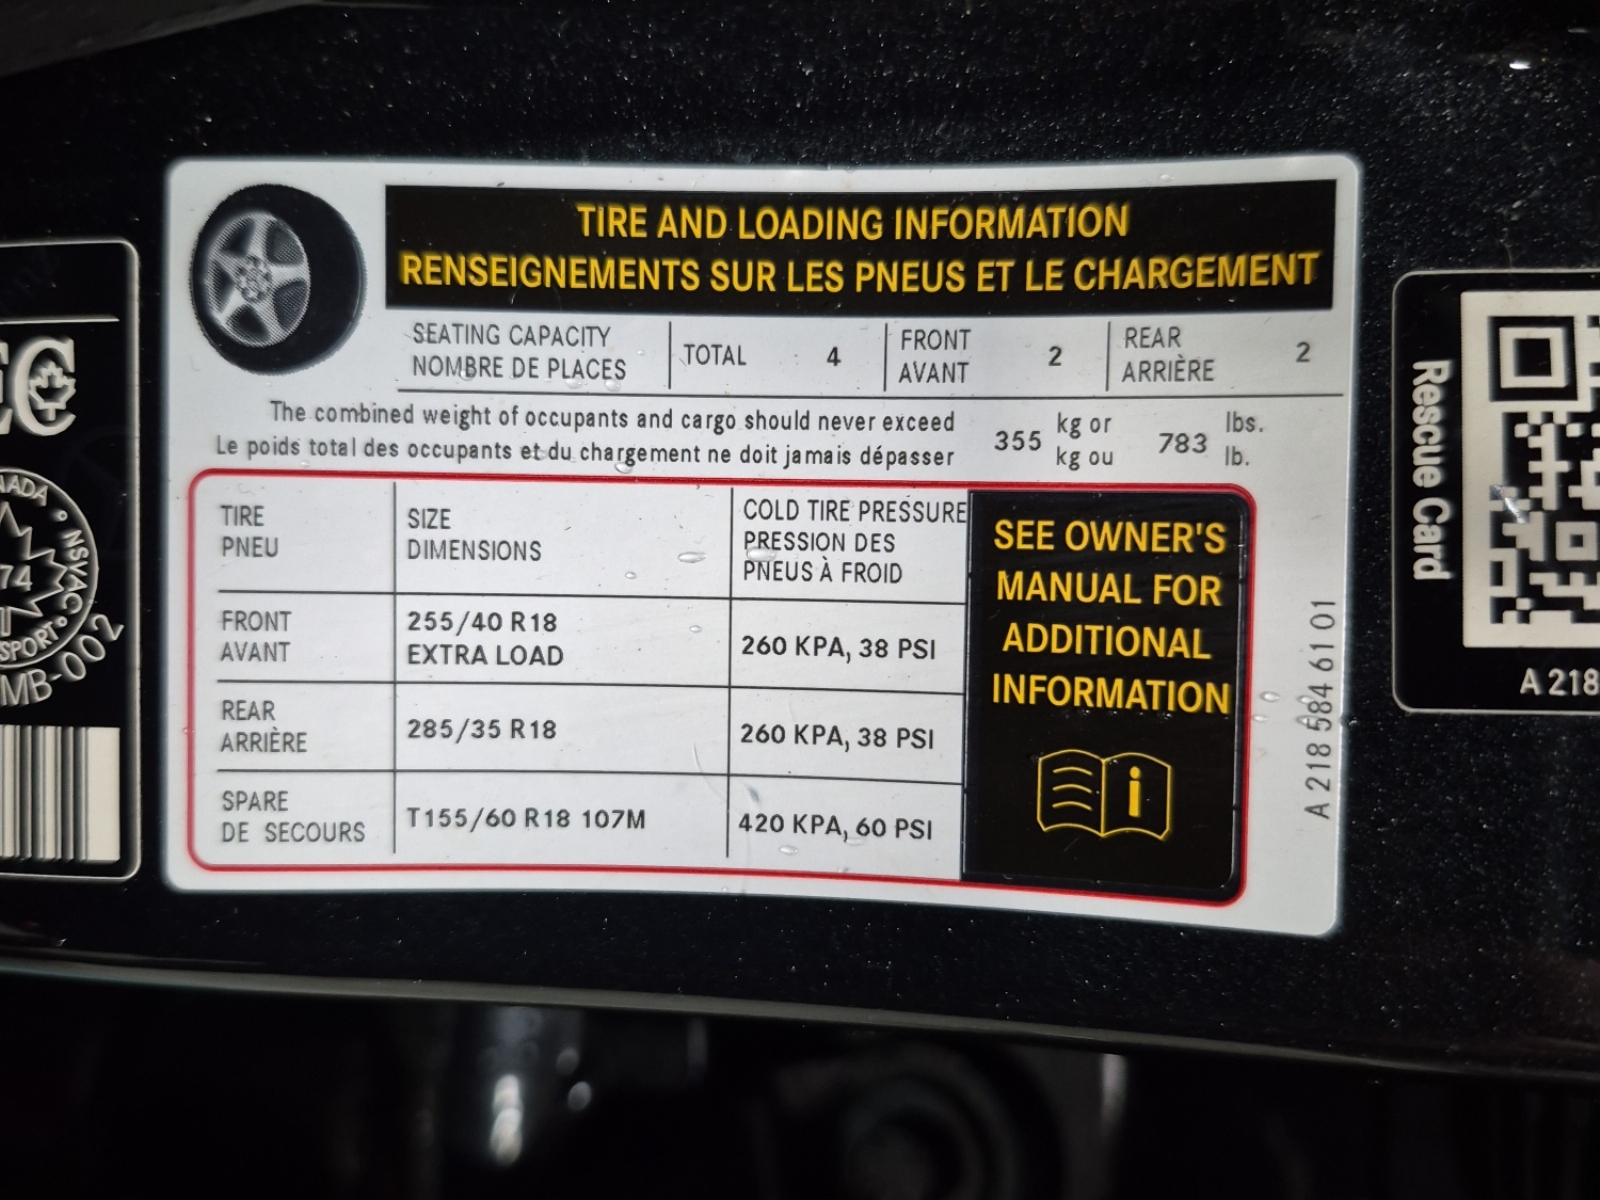 TIRE AND LOADING INFORMATION
RENSEIGNEMENTS SUR LES PNEUS ET LE CHARGEMENT
SEATING CAPACITY
NOMBRE DE PLACES
TOTAL 4
FRONT
AVANT
2
REAR
ARRIÈRE
2
The combined weight of occupants and cargo should never exceed
Le poids total des occupants et du chargement ne doit jamais dépasser
355 kg or
kg ou
783 lbs.
lb.
TIRE
PNEU
SIZE
DIMENSIONS
COLD TIRE PRESSURE
PRESSION DES
PNEUS À FROID
FRONT
AVANT
255/40 R18
EXTRA LOAD
260 KPA, 38 PSI
REAR
ARRIÈRE
285/35 R18
260 KPA, 38 PSI
SPARE
DE SECOURS
T155/60 R18 107M
420 KPA, 60 PSI
SEE OWNER'S
MANUAL FOR
ADDITIONAL
INFORMATION
A 218 584 61 01
Rescue Card
A 218
NSVAC
MB-002